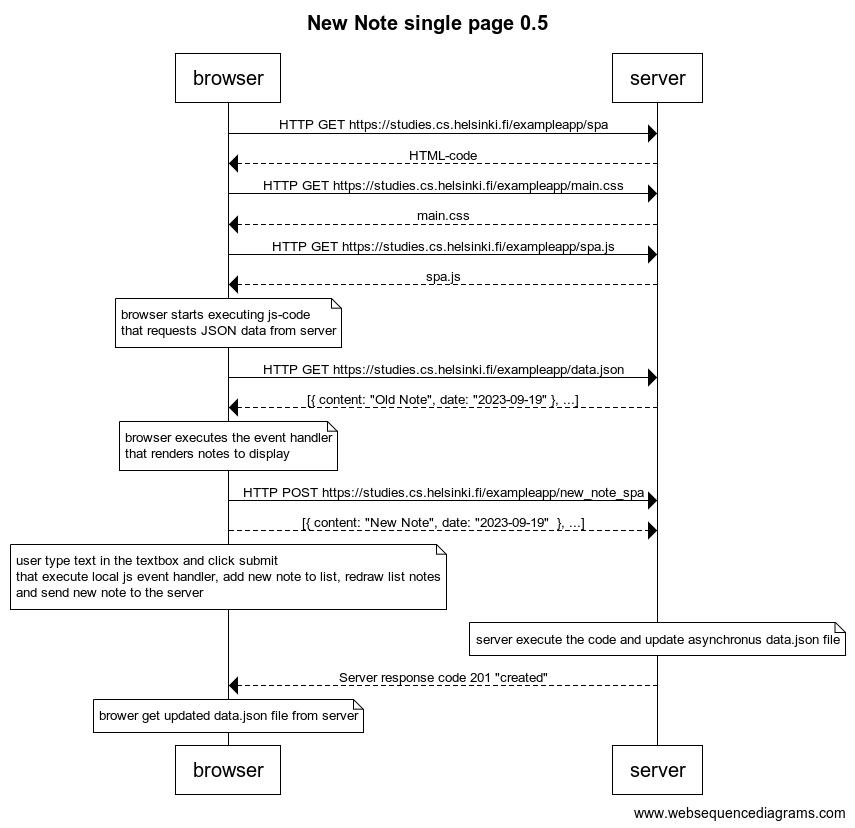 New Note single page 0.5
browser
server
HTTP GET https://studies.cs.helsinki.fi/exampleapp/spa
HTML-code
HTTP GET https://studies.cs.helsinki.fi/exampleapp/main.css
main.css
HTTP GET https://studies.cs.helsinki.fi/exampleapp/spa.js
spa.js
browser starts executing js-code
that requests JSON data from server
HTTP GET https://studies.cs.helsinki.fi/exampleapp/data.json
[{ content: "Old Note", date: "2023-09-19" }, ...]
browser executes the event handler
that renders notes to display
HTTP POST https://studies.cs.helsinki.fi/exampleapp/new_note_spa
[{ content: "New Note", date: "2023-09-19"  }, ...]
user type text in the textbox and click submit
that execute local js event handler, add new note to list, redraw list notes
and send new note to the server
server execute the code and update asynchronus data.json file
Server response code 201 "created"
brower get updated data.json file from server
browser
server
www.websequencediagrams.com